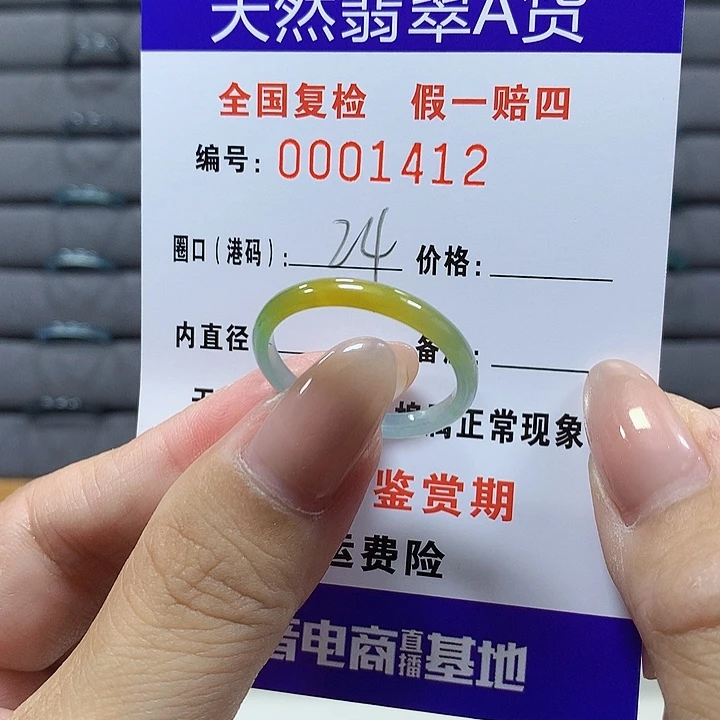 天然翡翠A货
全国复检 假一赔四
编号: 0001412
圈口(港码): 24 价格:
内直径 备
正常现象
鉴赏期
运费险
电商直播基地